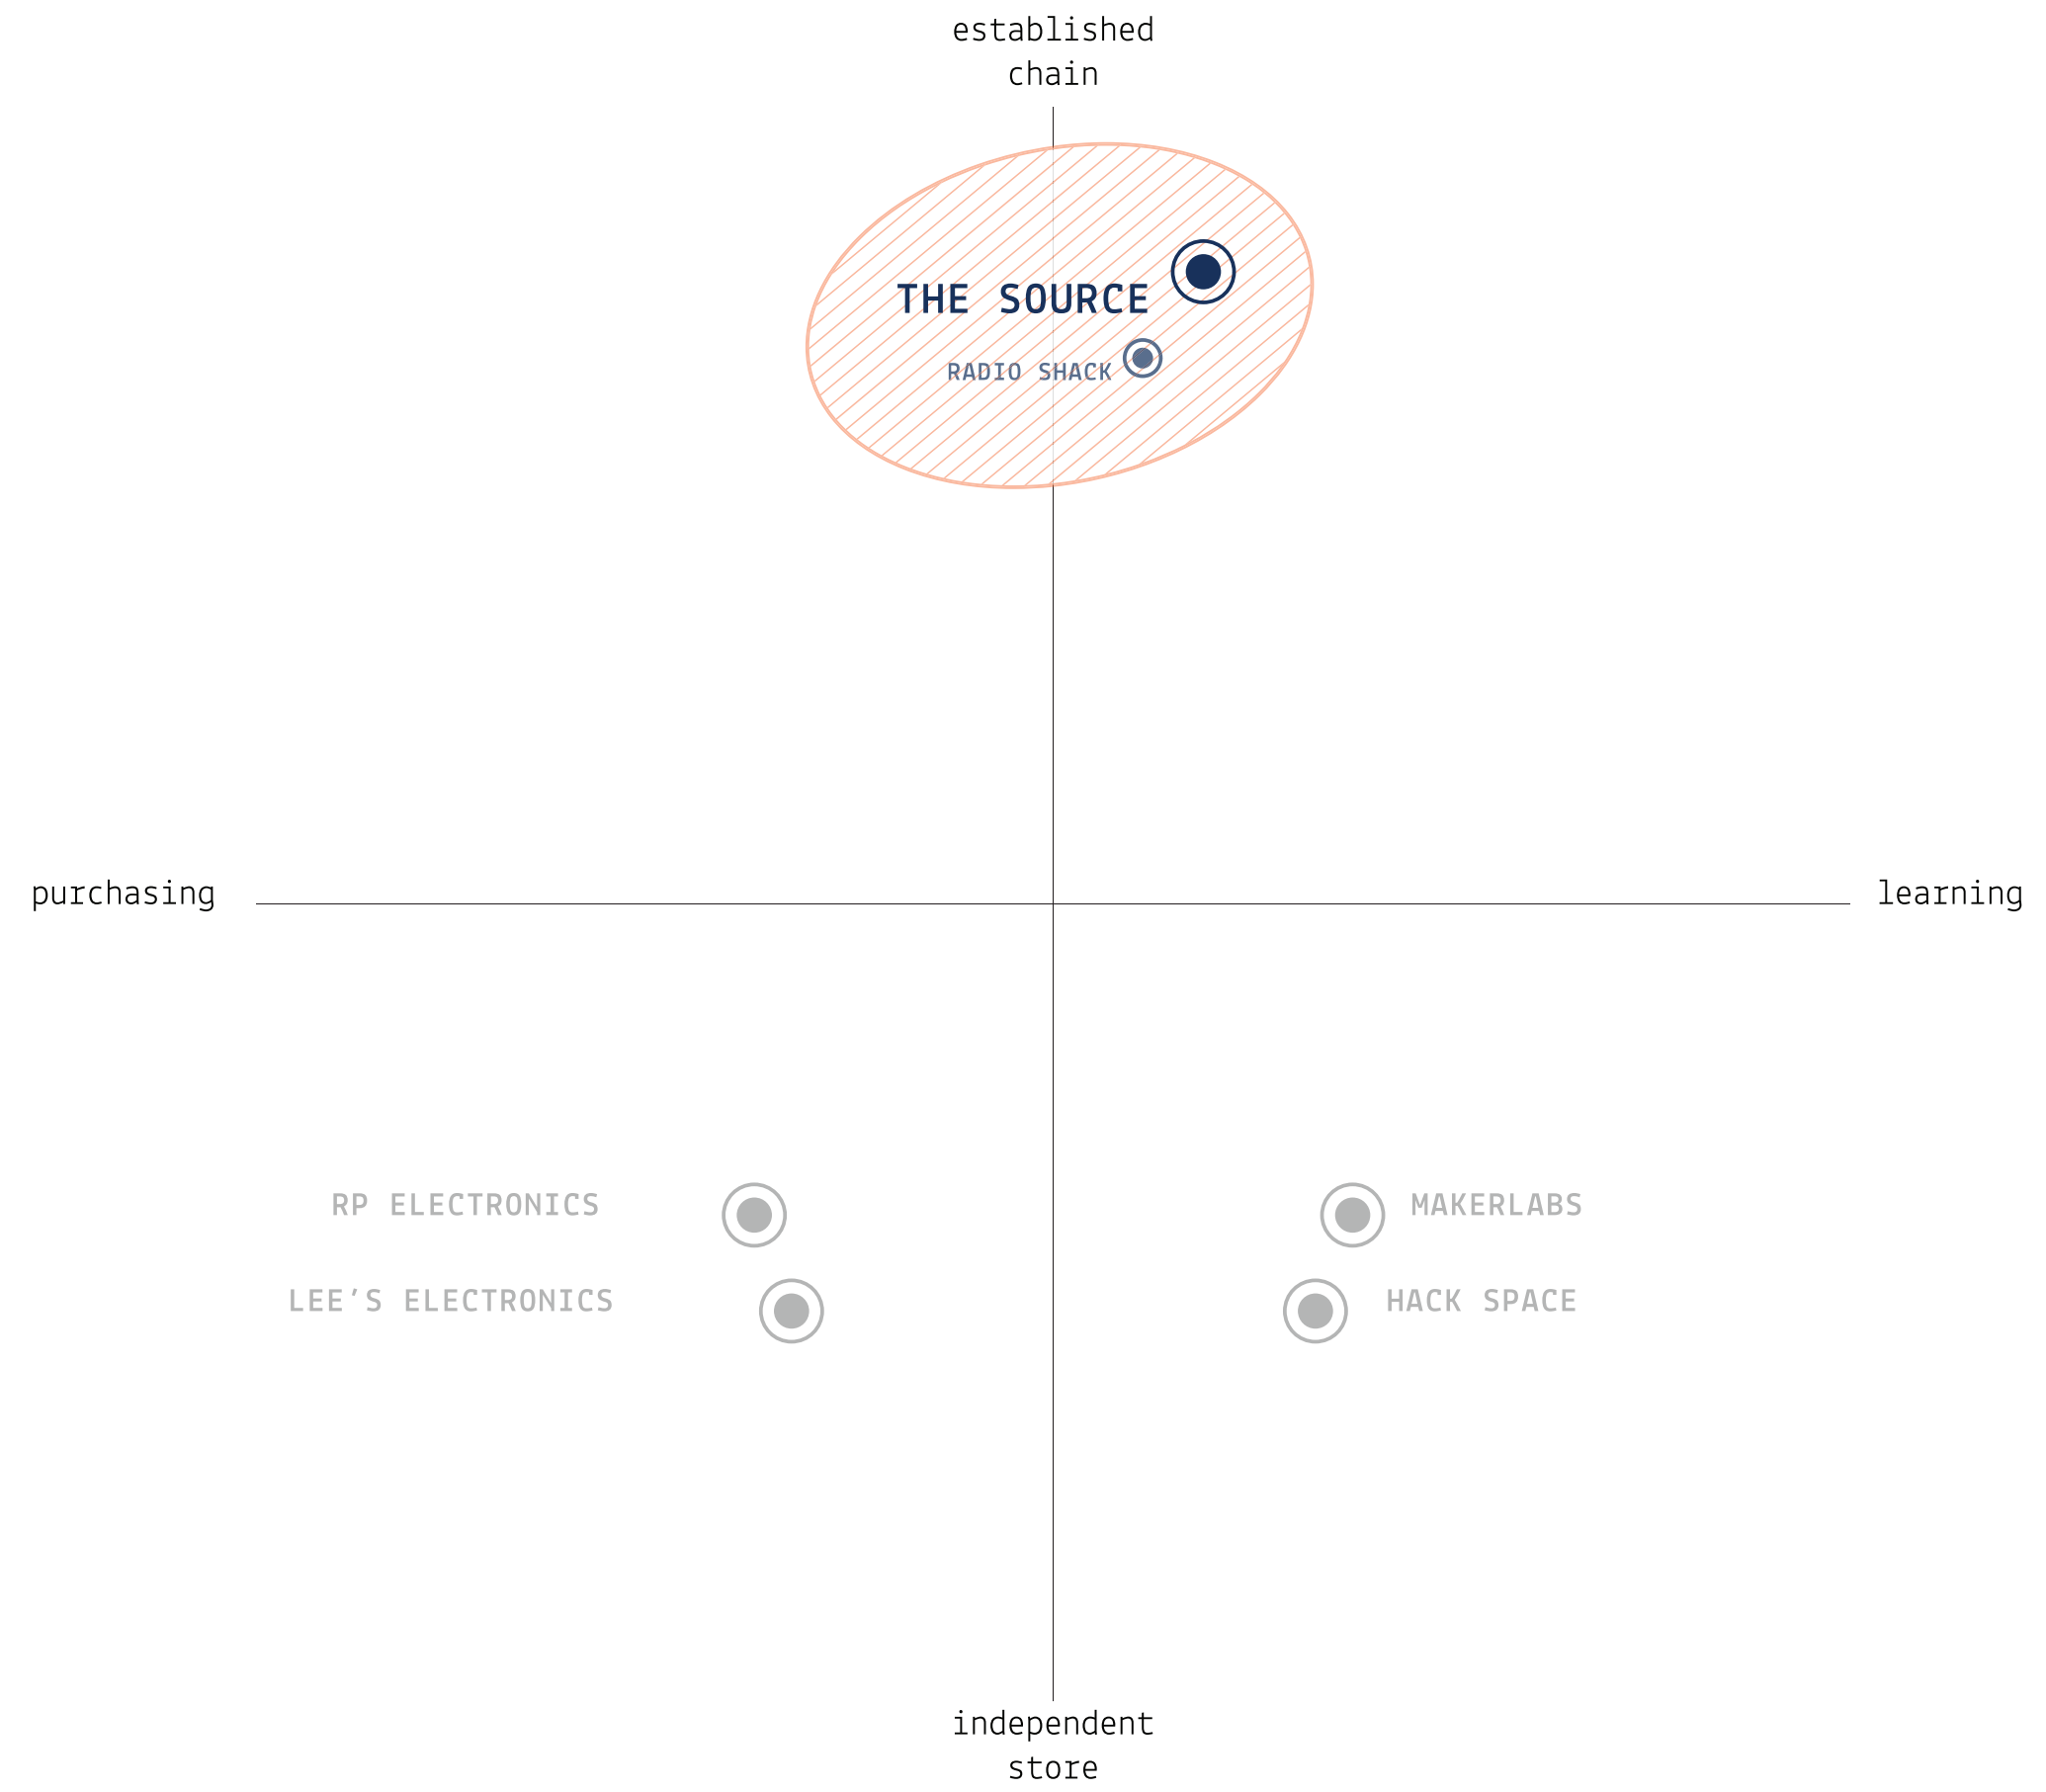 established
chain
THE SOURCE
RADIO SHACK
purchasing
learning
RP ELECTRONICS
MAKERLABS
LEE’S ELECTRONICS
HACK SPACE
independent
store